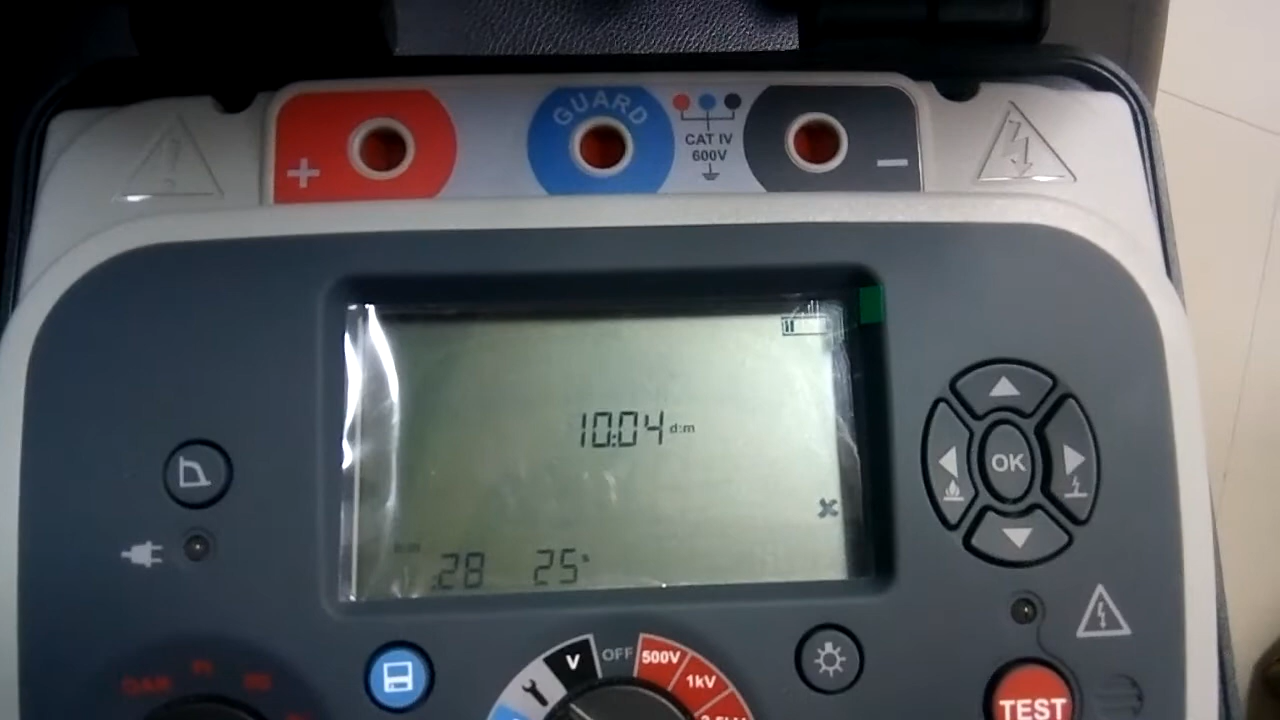 GUARD
CAT IV
600V
+
−
10:04 d:m
28 25
OK
V
OFF
500V
1kV
TEST